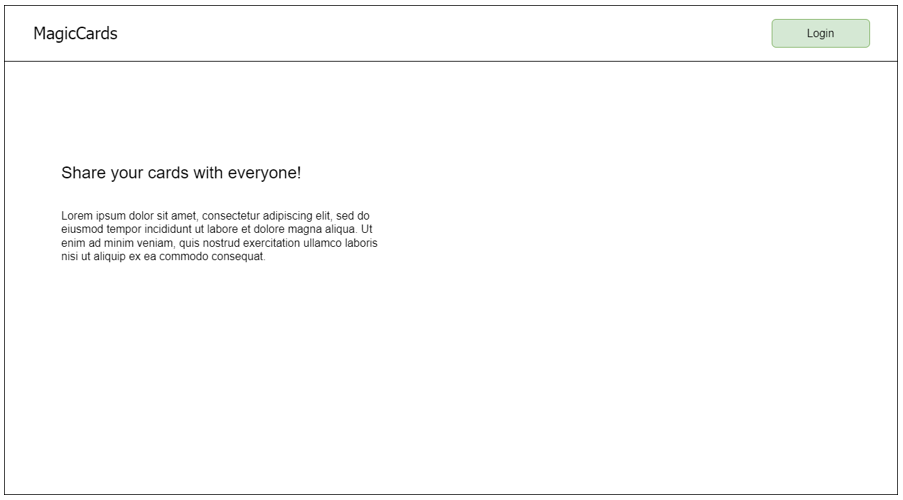 MagicCards
Login
Share your cards with everyone!
Lorem ipsum dolor sit amet, consectetur adipiscing elit, sed do
eiusmod tempor incididunt ut labore et dolore magna aliqua. Ut
enim ad minim veniam, quis nostrud exercitation ullamco laboris
nisi ut aliquip ex ea commodo consequat.